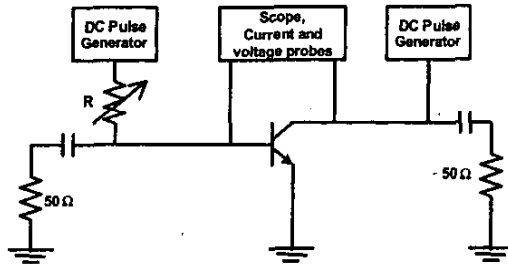 DC Pulse
Generator
Scope,
Current and
voltage probes
DC Pulse
Generator
R
50 Ω
50 Ω